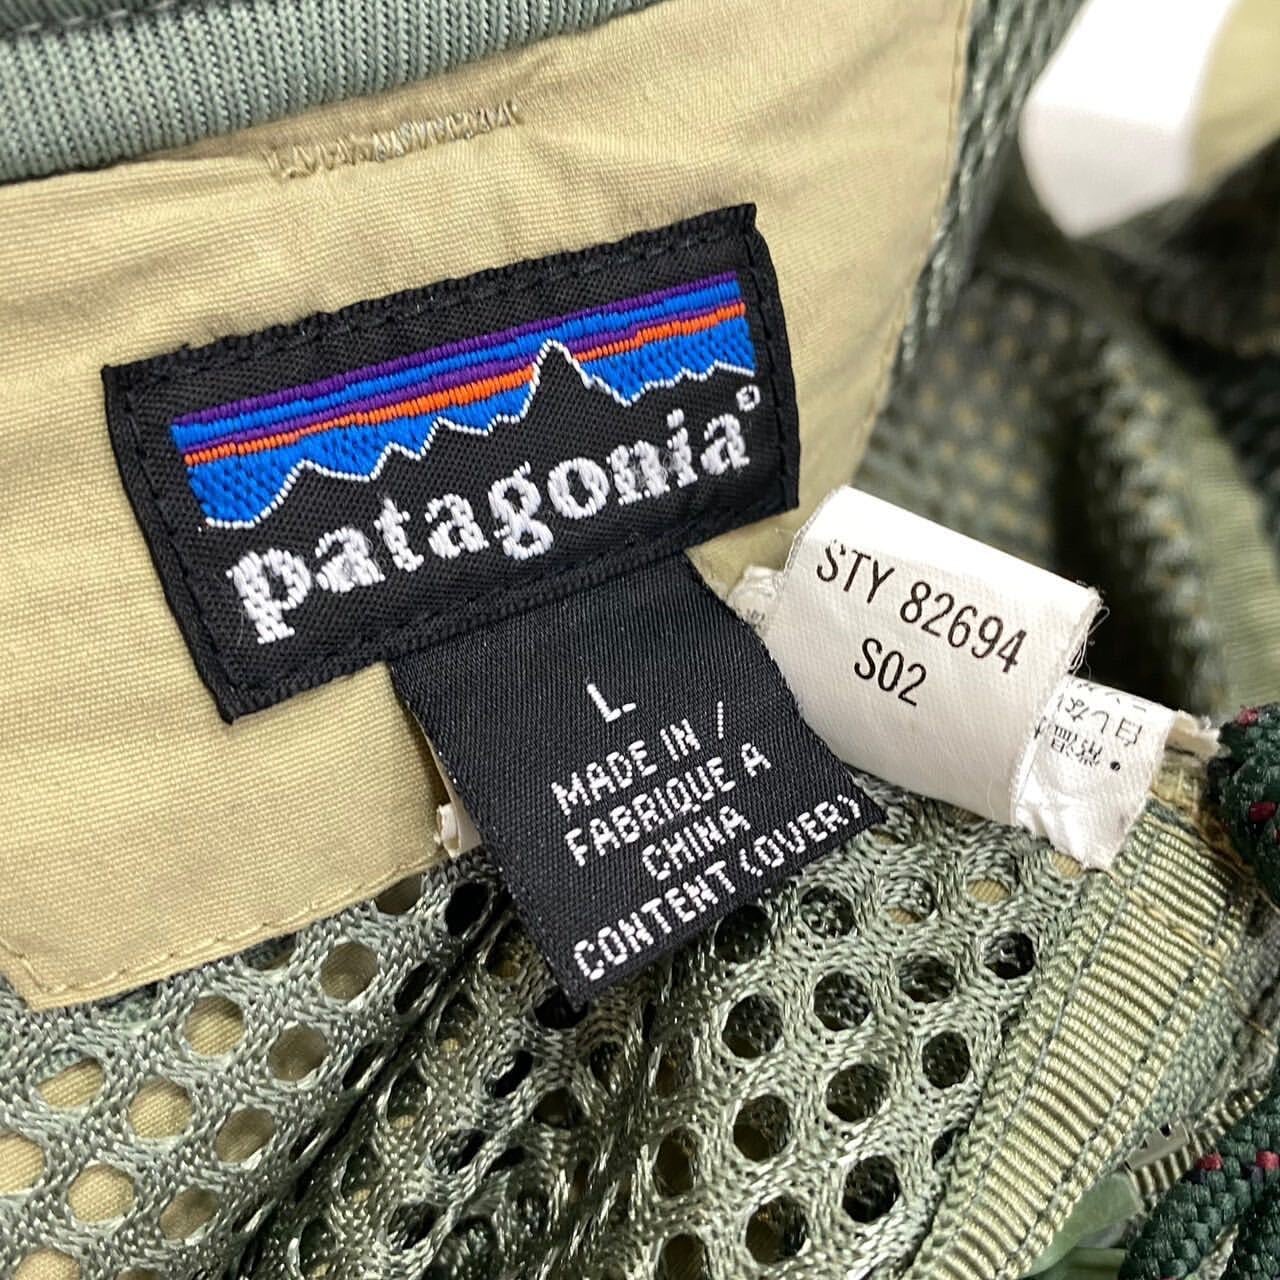 patagonia®
L.
MADE IN /
FABRIQUE A
CHINA
CONTENT (OVER)
STY 82694
S02